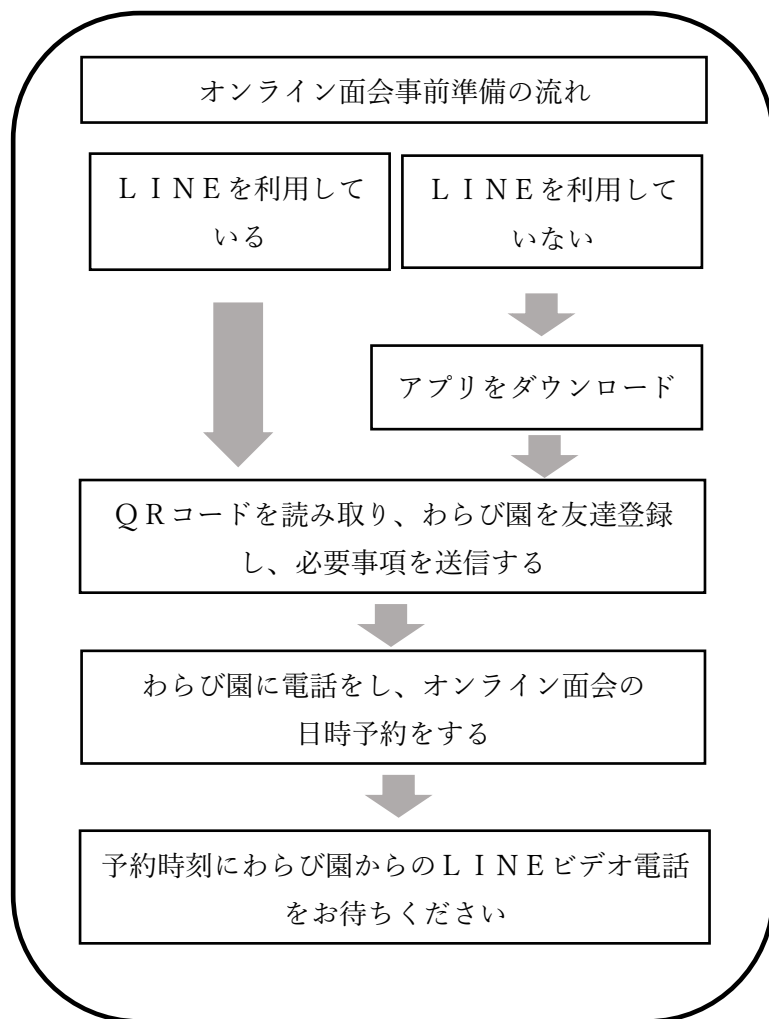 オンライン面会事前準備の流れ
ＬＩＮＥを利用して
いる
ＬＩＮＥを利用して
いない
アプリをダウンロード
ＱＲコードを読み取り、わらび園を友達登録
し、必要事項を送信する
わらび園に電話をし、オンライン面会の
日時予約をする
予約時刻にわらび園からのＬＩＮＥビデオ電話
をお待ちください